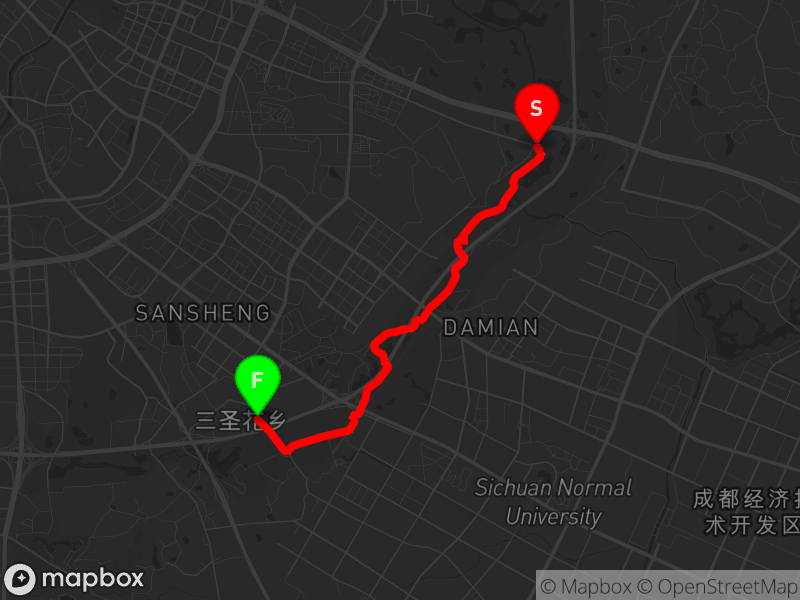 S
SANSHENG
DAMIAN
F
三圣花乡
Sichuan Normal
University
成都经济技
术开发区
mapbox
© Mapbox © OpenStreetMap